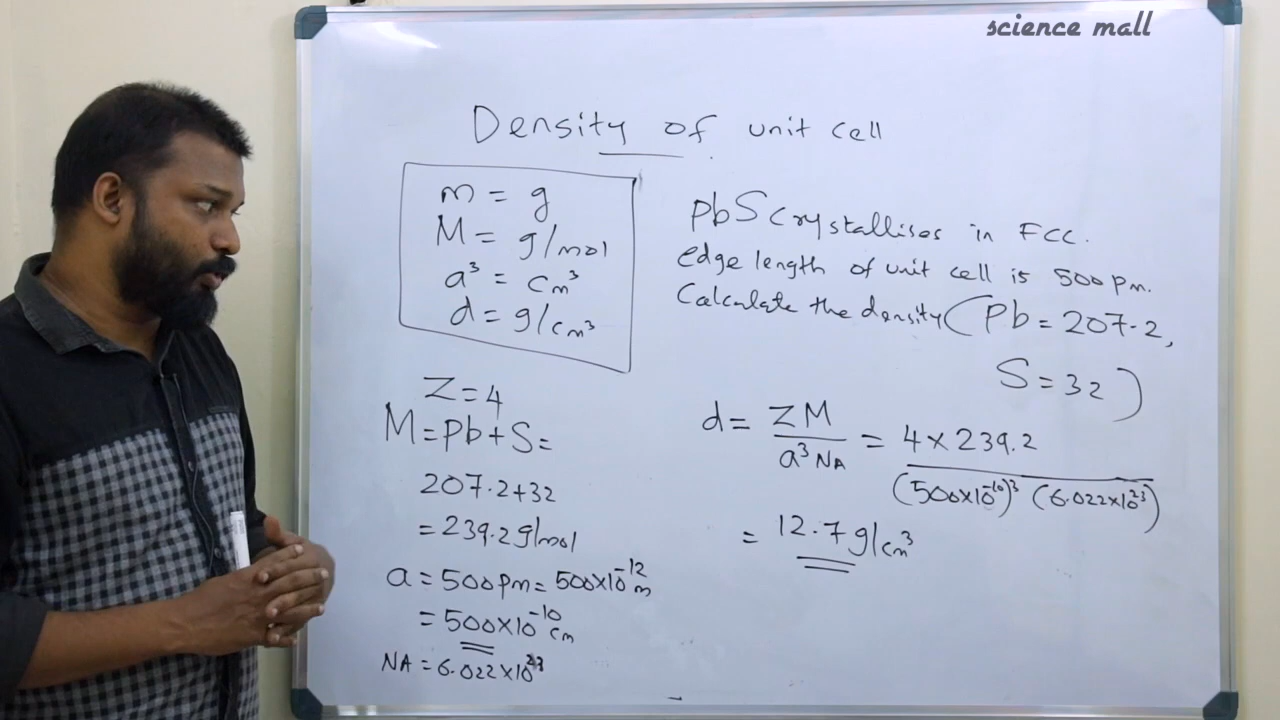 science mall
Density of unit cell
m = g
M = g/mol
a³ = cm³
d = g/cm³
PbS crystallises in FCC.
edge length of unit cell is 500 pm.
Calculate the density (Pb = 207.2,
S = 32)
Z = 4
M = Pb + S =
207.2 + 32
= 239.2 g/mol
a = 500 pm = 500 x 10⁻¹² m
= 500 x 10⁻¹⁰ cm
NA = 6.022 x 10²³
d = ZM / a³ NA = 4 x 239.2 / (500 x 10⁻¹⁰)³ (6.022 x 10²³)
= 12.7 g/cm³